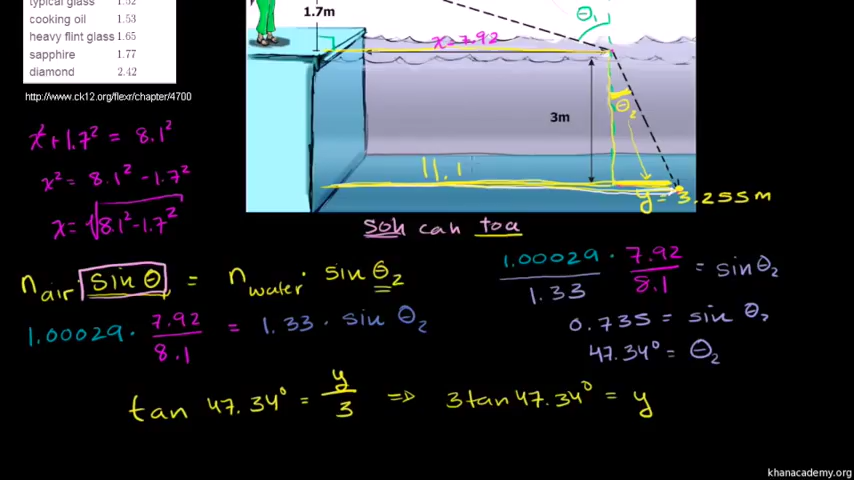 typical glass 1.52
cooking oil 1.53
heavy flint glass 1.65
sapphire 1.77
diamond 2.42
http://www.ck12.org/flexr/chapter/4700
1.7m
x=7.92
θ₁
θ₂
3m
11.1
y = 3.255 m
x²+1.7² = 8.1²
x² = 8.1² -1.7²
x = √8.1²-1.7²
soh cah toa
n air sin θ = n water · sin θ₂
1.00029 · 7.92/8.1 = 1.33 · sin θ₂
1.00029/1.33 · 7.92/8.1 = sin θ₂
0.735 = sin θ₂
47.34° = θ₂
tan 47.34° = y/3 ⇒ 3 tan 47.34° = y
khanacademy.org